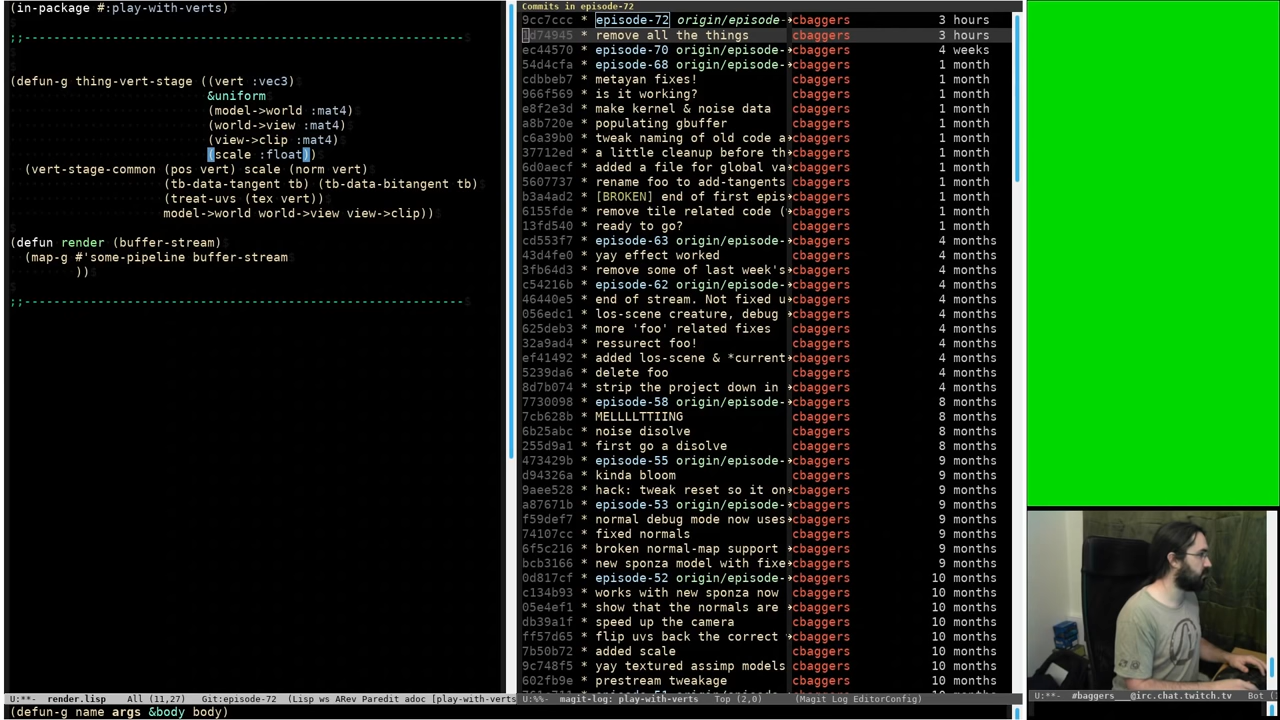 (in-package #:play-with-verts)
;;------------------------------------------------------------
(defun-g thing-vert-stage ((vert :vec3)
&uniform
(model->world :mat4)
(world->view :mat4)
(view->clip :mat4)
(scale :float))
(vert-stage-common (pos vert) scale (norm vert)
(tb-data-tangent tb) (tb-data-bitangent tb)
(treat-uvs (tex vert))
model->world world->view view->clip))
(defun render (buffer-stream)
(map-g #'some-pipeline buffer-stream
))
;;------------------------------------------------------------
U:**- render.lisp All (11,27) Git:episode-72 (Lisp ws ARev Paredit adoc [play-with-verts
(defun-g name args &body body)
Commits in episode-72
9cc7ccc * episode-72 origin/episode- cbaggers 3 hours
1d74945 * remove all the things cbaggers 3 hours
ec44570 * episode-70 origin/episode- cbaggers 4 weeks
54d4cfa * episode-68 origin/episode- cbaggers 1 month
cdbbeb7 * metayan fixes! cbaggers 1 month
966f569 * is it working? cbaggers 1 month
e8f2e3d * make kernel & noise data cbaggers 1 month
a8b720e * populating gbuffer cbaggers 1 month
c6a39b0 * tweak naming of old code a cbaggers 1 month
37712ed * a little cleanup before th cbaggers 1 month
6d0aecf * added a file for global va cbaggers 1 month
5607737 * rename foo to add-tangents cbaggers 1 month
b3a4ad2 * [BROKEN] end of first epis cbaggers 1 month
6155fde * remove tile related code ( cbaggers 1 month
13fd540 * ready to go? cbaggers 1 month
cd553f7 * episode-63 origin/episode- cbaggers 4 months
43d4fe0 * yay effect worked cbaggers 4 months
3fb64d3 * remove some of last week's cbaggers 4 months
c54216b * episode-62 origin/episode- cbaggers 4 months
46440e5 * end of stream. Not fixed u cbaggers 4 months
056edc1 * los-scene creature, debug cbaggers 4 months
625deb3 * more 'foo' related fixes cbaggers 4 months
32a9ad4 * ressurect foo! cbaggers 4 months
ef41492 * added los-scene & *current cbaggers 4 months
5239da6 * delete foo cbaggers 4 months
8d7b074 * strip the project down in cbaggers 4 months
7730098 * episode-58 origin/episode- cbaggers 8 months
7cb628b * MELLLLTTIING cbaggers 8 months
6b25abc * noise disolve cbaggers 8 months
255d9a1 * first go a disolve cbaggers 8 months
473429b * episode-55 origin/episode- cbaggers 9 months
d94326a * kinda bloom cbaggers 9 months
9aee528 * hack: tweak reset so it on cbaggers 9 months
a87671b * episode-53 origin/episode- cbaggers 9 months
f59def7 * normal debug mode now uses cbaggers 9 months
74107cc * fixed normals cbaggers 9 months
6f5c216 * broken normal-map support cbaggers 9 months
bcb3166 * new sponza model with fixe cbaggers 9 months
0d817cf * episode-52 origin/episode- cbaggers 10 months
c134b93 * works with new sponza now cbaggers 10 months
05e4ef1 * show that the normals are cbaggers 10 months
db39a1f * speed up the camera cbaggers 10 months
ff57d65 * flip uvs back the correct cbaggers 10 months
7b50b72 * added scale cbaggers 10 months
9c748f5 * yay textured assimp models cbaggers 10 months
602fb9e * prestream tweakage cbaggers 10 months
U:%%- magit-log: play-with-verts Top (2,0) (Magit Log EditorConfig)
U:**- #baggers___@irc.chat.twitch.tv Bot